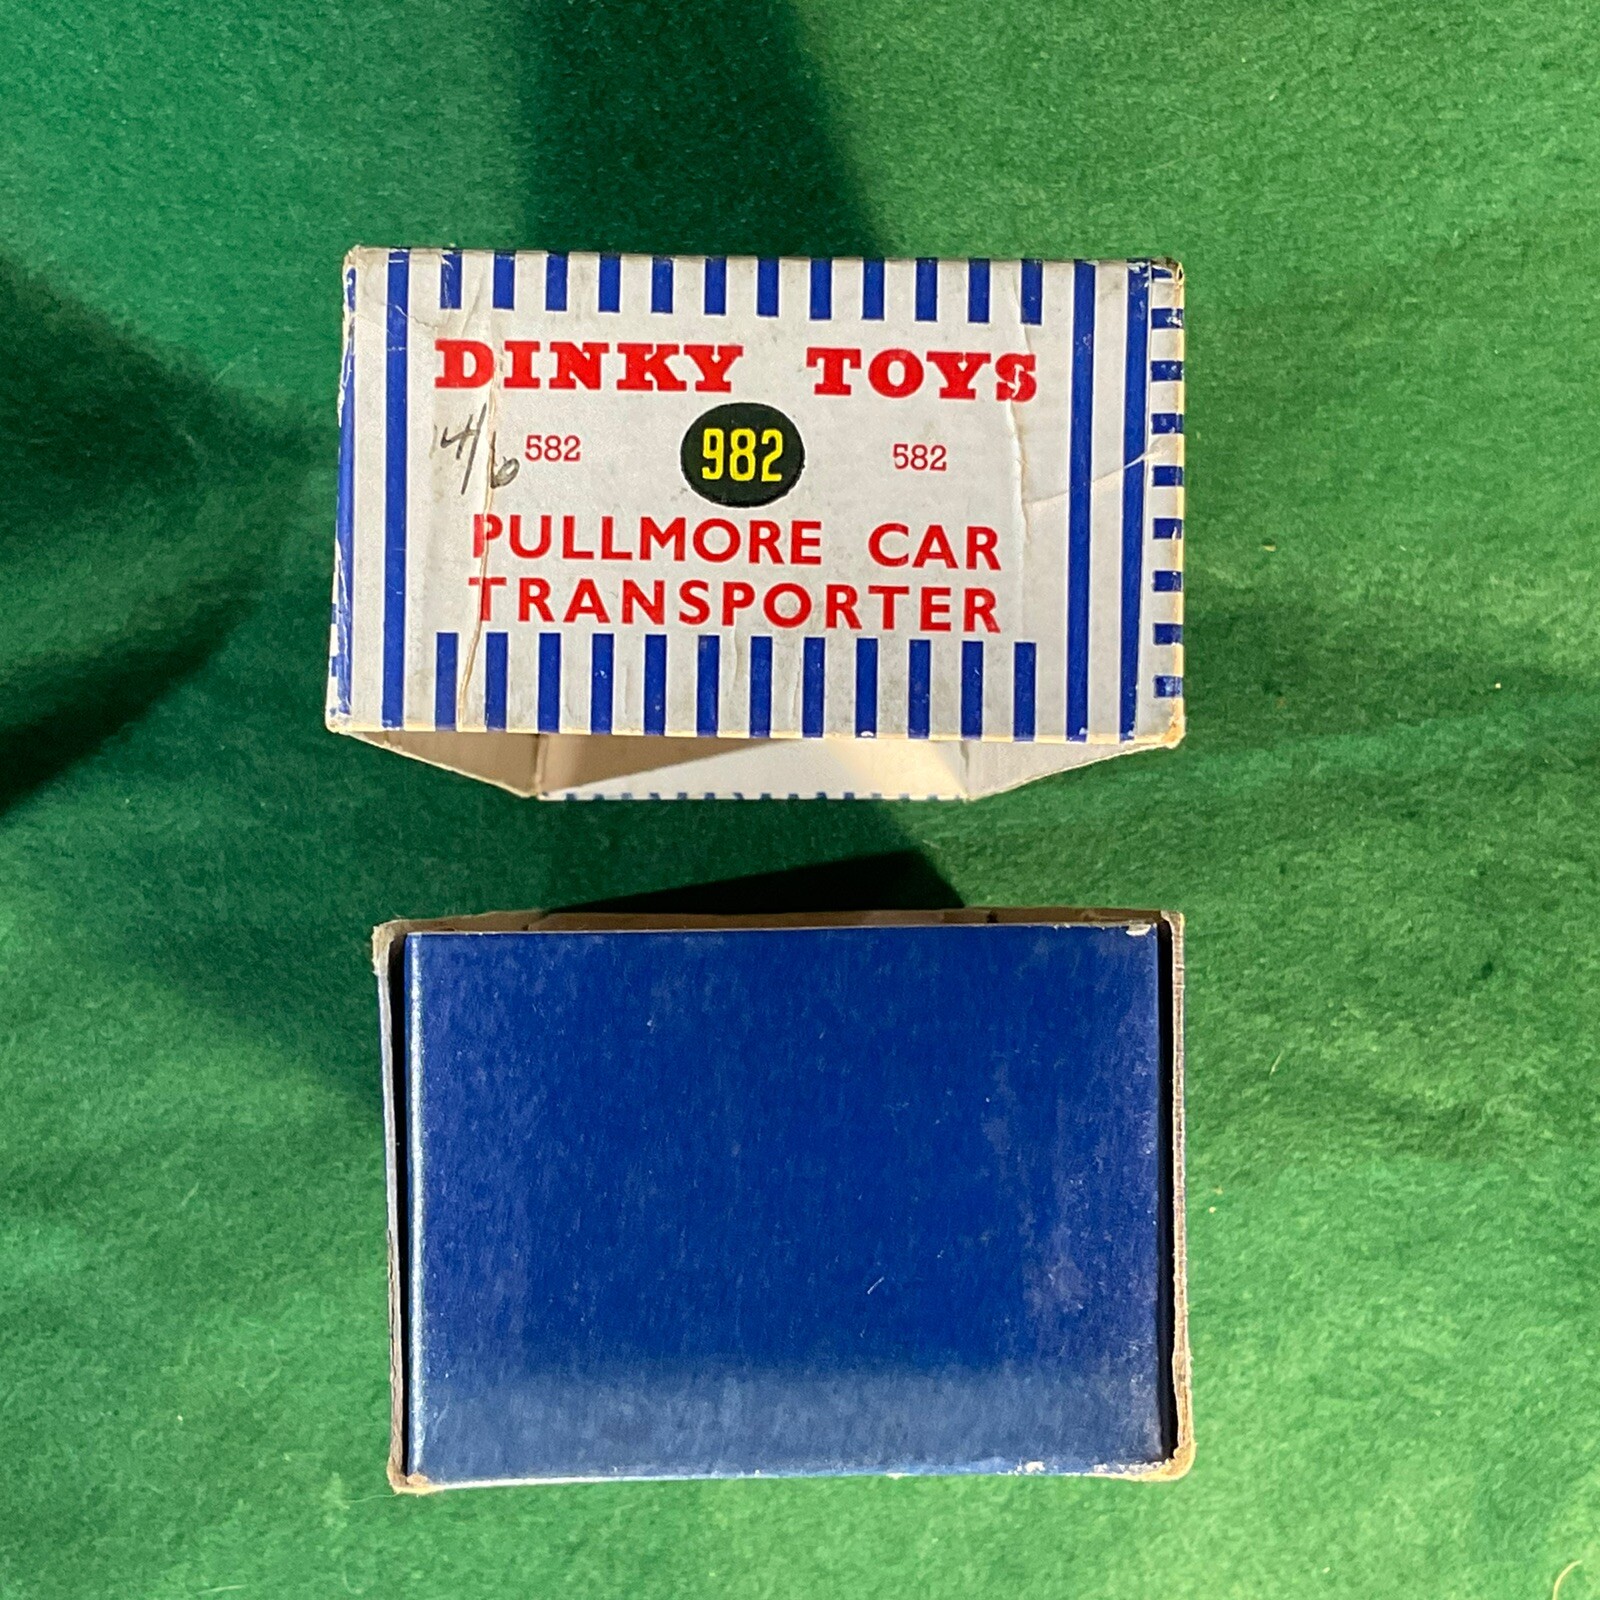 DINKY TOYS
14/6 582 982 582
PULLMORE CAR
TRANSPORTER